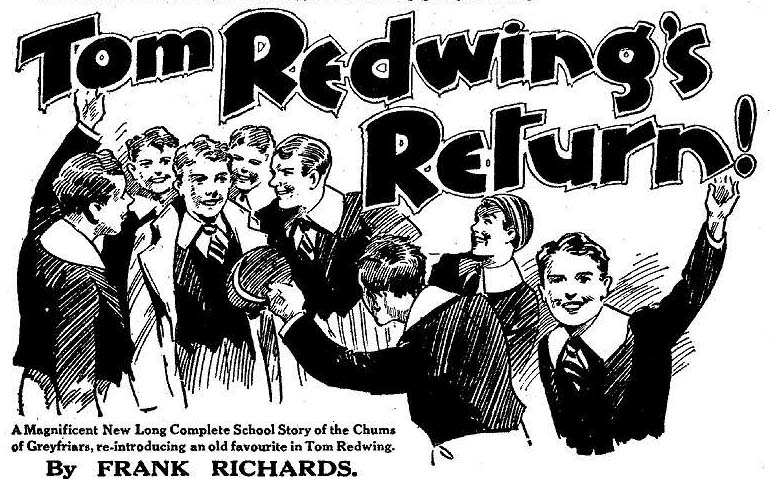 Tom Redwing's
Return!
A Magnificent New Long Complete School Story of the Chums
of Greyfriars, re-introducing an old favourite in Tom Redwing.
By FRANK RICHARDS.